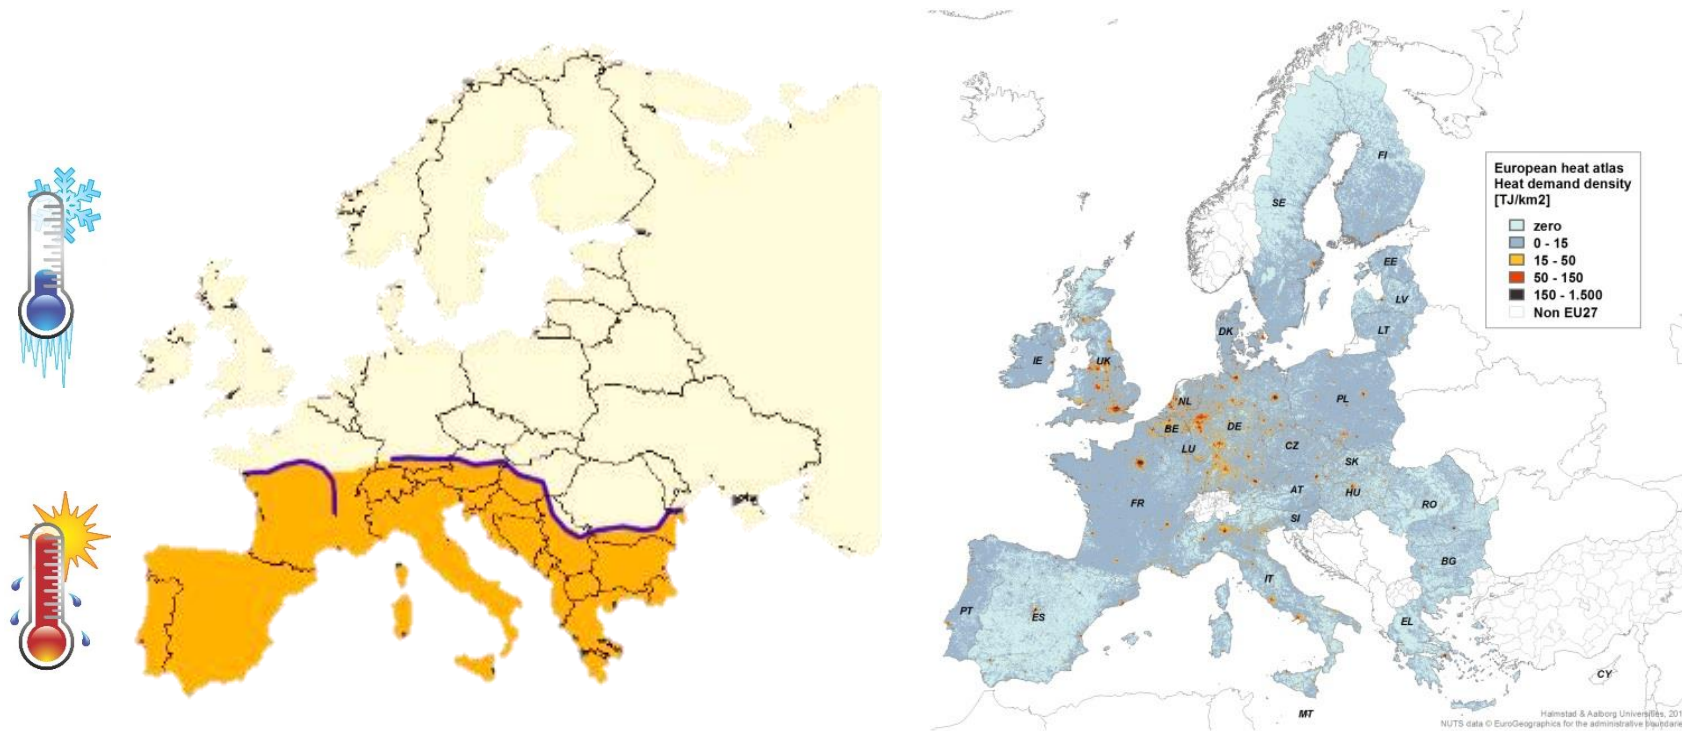 European heat atlas
Heat demand density
[TJ/km2]
zero
0 - 15
15 - 50
50 - 150
150 - 1.500
Non EU27
FI
SE
EE
LV
LT
DK
IE
UK
NL
PL
BE
DE
LU
CZ
SK
AT
HU
FR
SI
RO
BG
IT
PT
ES
EL
CY
MT
Halmstad & Aalborg Universities, 201
NUTS data © EuroGeographics for the administrative boundarie